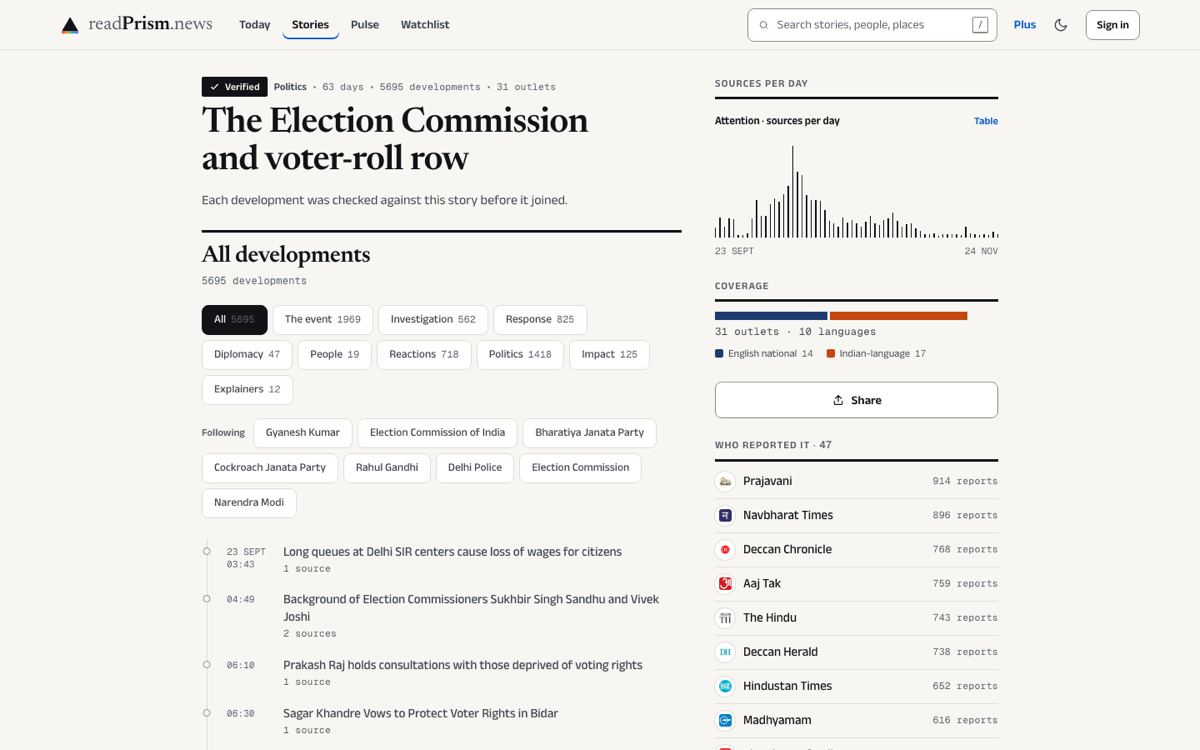 readPrism.news
Today
Stories
Pulse
Watchlist
Search stories, people, places
/
Plus
Sign in
Verified
Politics • 63 days • 5695 developments • 31 outlets
The Election Commission
and voter-roll row
Each development was checked against this story before it joined.
All developments
5695 developments
All 5695
The event 1969
Investigation 562
Response 825
Diplomacy 47
People 19
Reactions 718
Politics 1418
Impact 125
Explainers 12
Following
Gyanesh Kumar
Election Commission of India
Bharatiya Janata Party
Cockroach Janata Party
Rahul Gandhi
Delhi Police
Election Commission
Narendra Modi
23 SEPT
03:43
Long queues at Delhi SIR centers cause loss of wages for citizens
1 source
04:49
Background of Election Commissioners Sukhbir Singh Sandhu and Vivek
Joshi
2 sources
06:10
Prakash Raj holds consultations with those deprived of voting rights
1 source
06:30
Sagar Khandre Vows to Protect Voter Rights in Bidar
1 source
SOURCES PER DAY
Attention · sources per day
Table
23 SEPT
24 NOV
COVERAGE
31 outlets · 10 languages
English national 14
Indian-language 17
Share
WHO REPORTED IT · 47
Prajavani
914 reports
Navbharat Times
896 reports
Deccan Chronicle
768 reports
Aaj Tak
759 reports
The Hindu
743 reports
DH
Deccan Herald
738 reports
Hindustan Times
652 reports
Madhyamam
616 reports